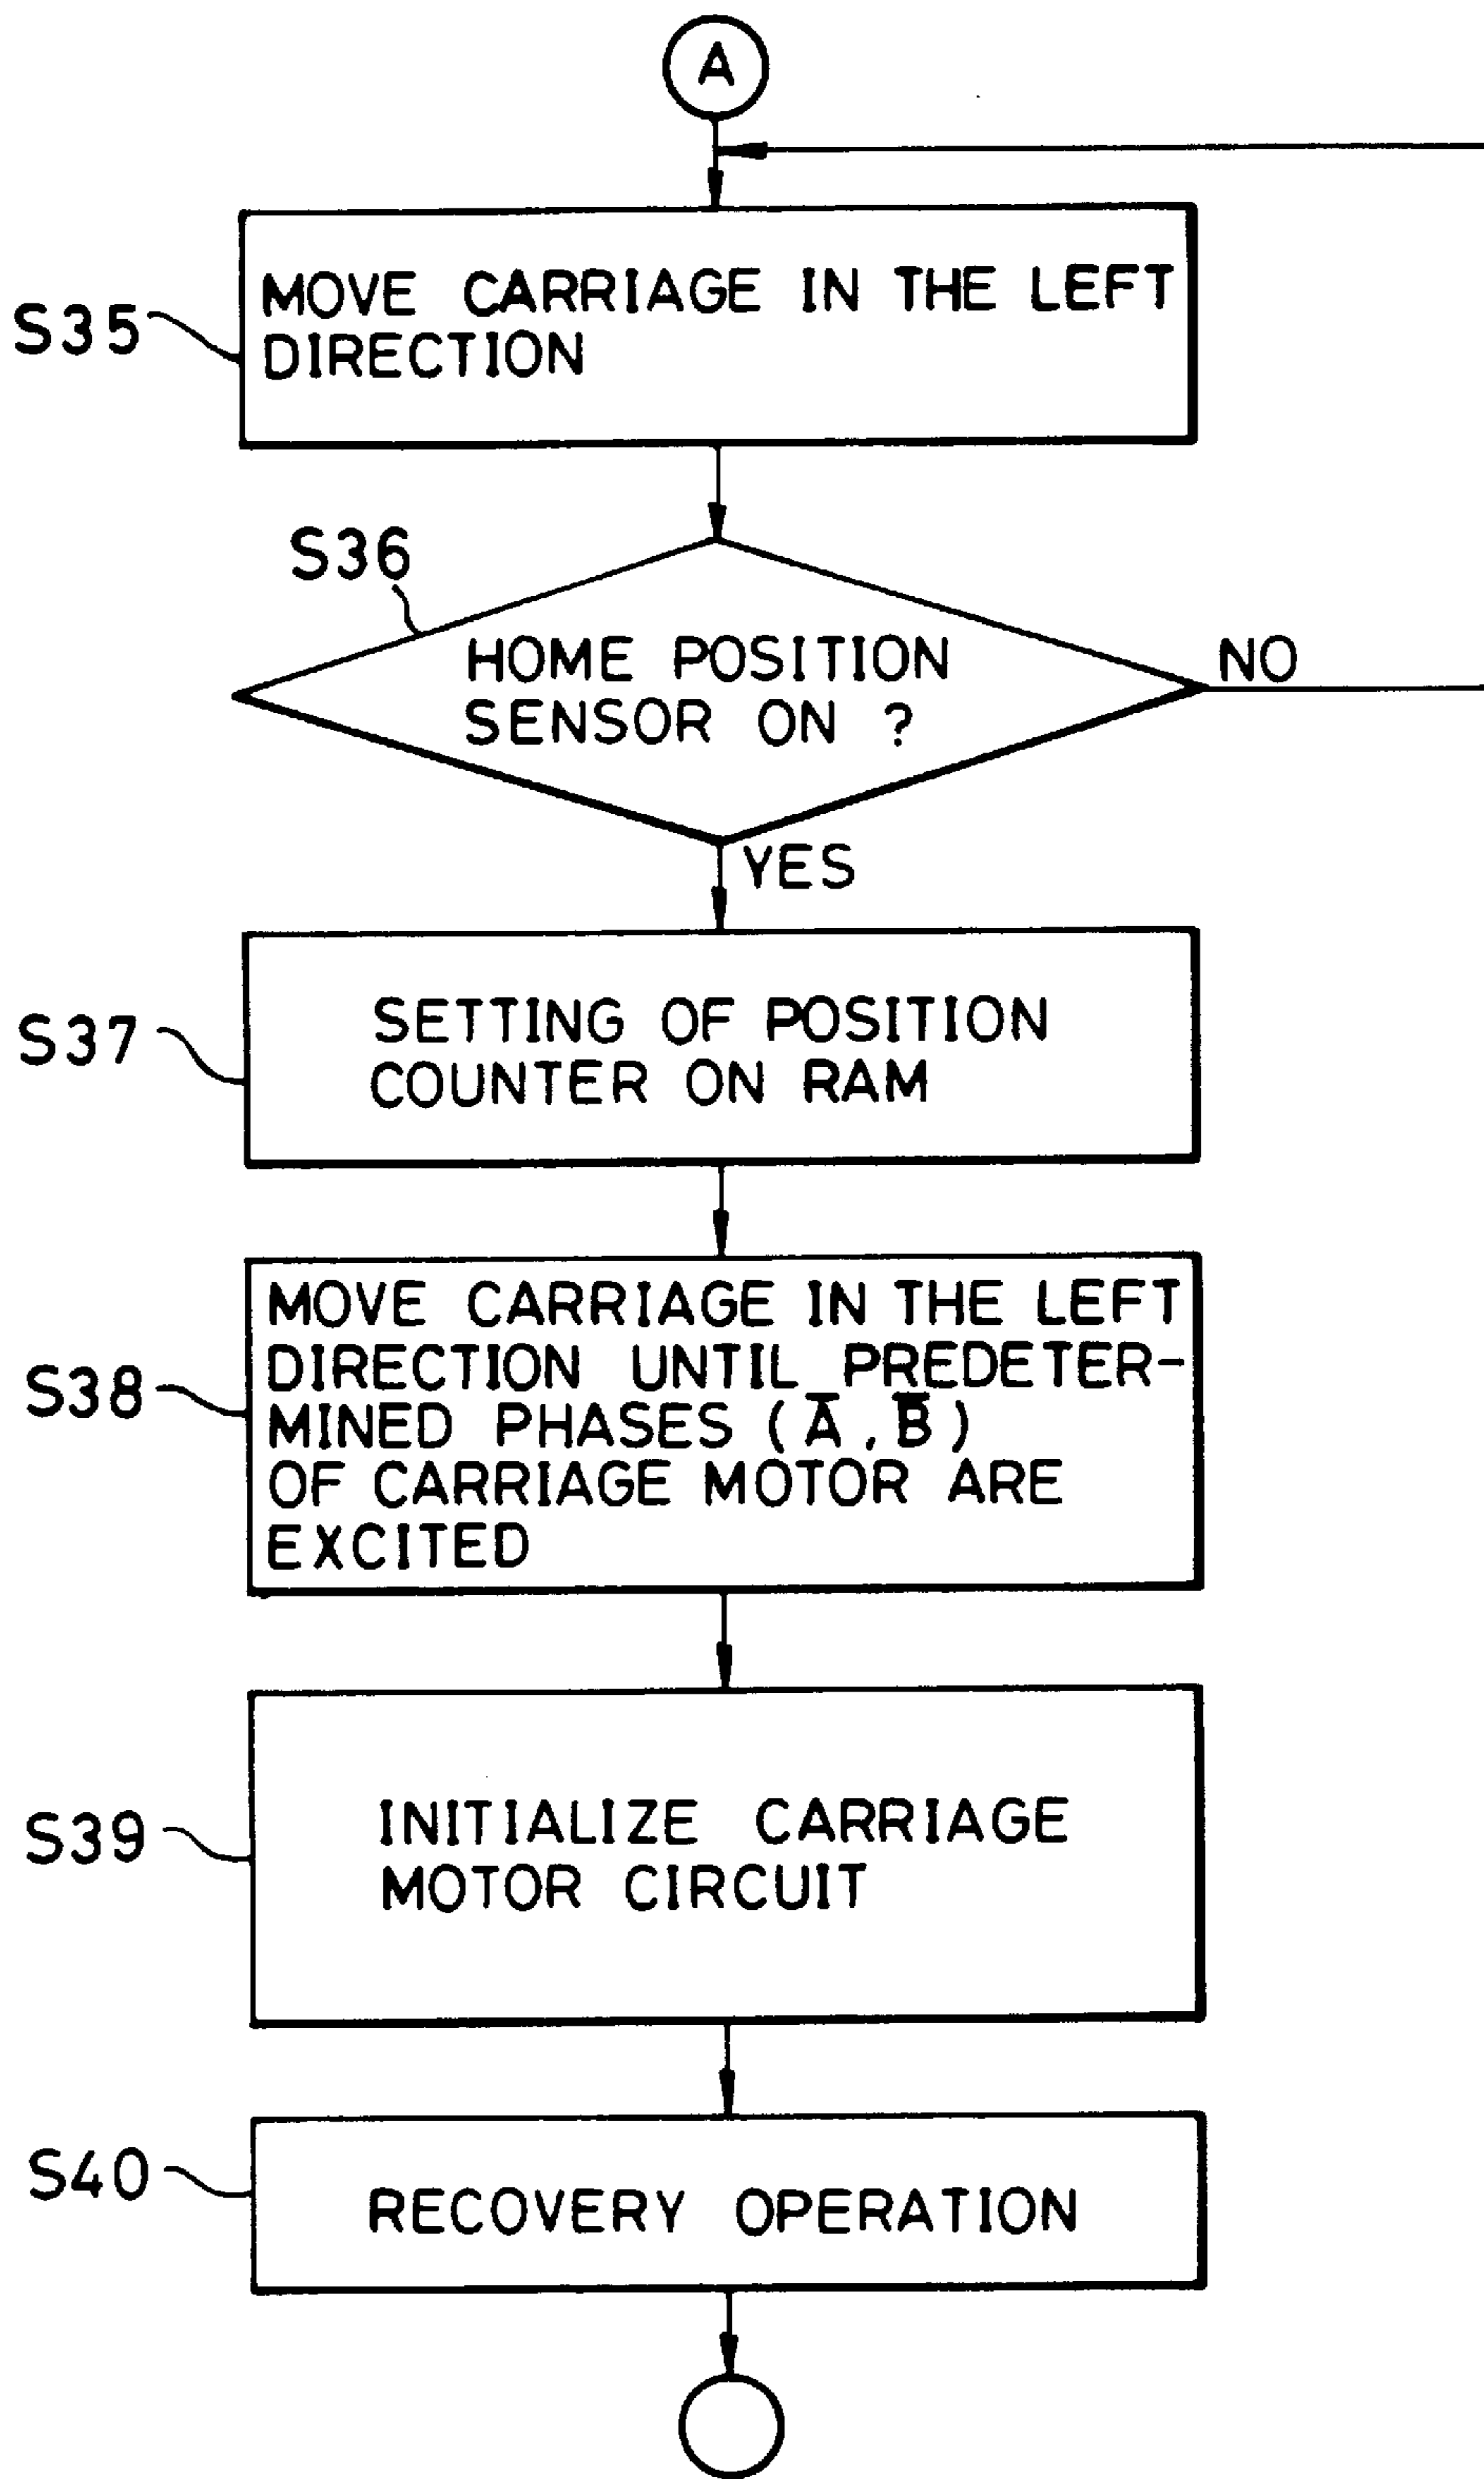 A
S35
MOVE CARRIAGE IN THE LEFT
DIRECTION
S36
HOME POSITION
SENSOR ON ?
NO
YES
S37
SETTING OF POSITION
COUNTER ON RAM
S38
MOVE CARRIAGE IN THE LEFT
DIRECTION UNTIL PREDETER-
MINED PHASES (A̅, B̅)
OF CARRIAGE MOTOR ARE
EXCITED
S39
INITIALIZE CARRIAGE
MOTOR CIRCUIT
S40
RECOVERY OPERATION